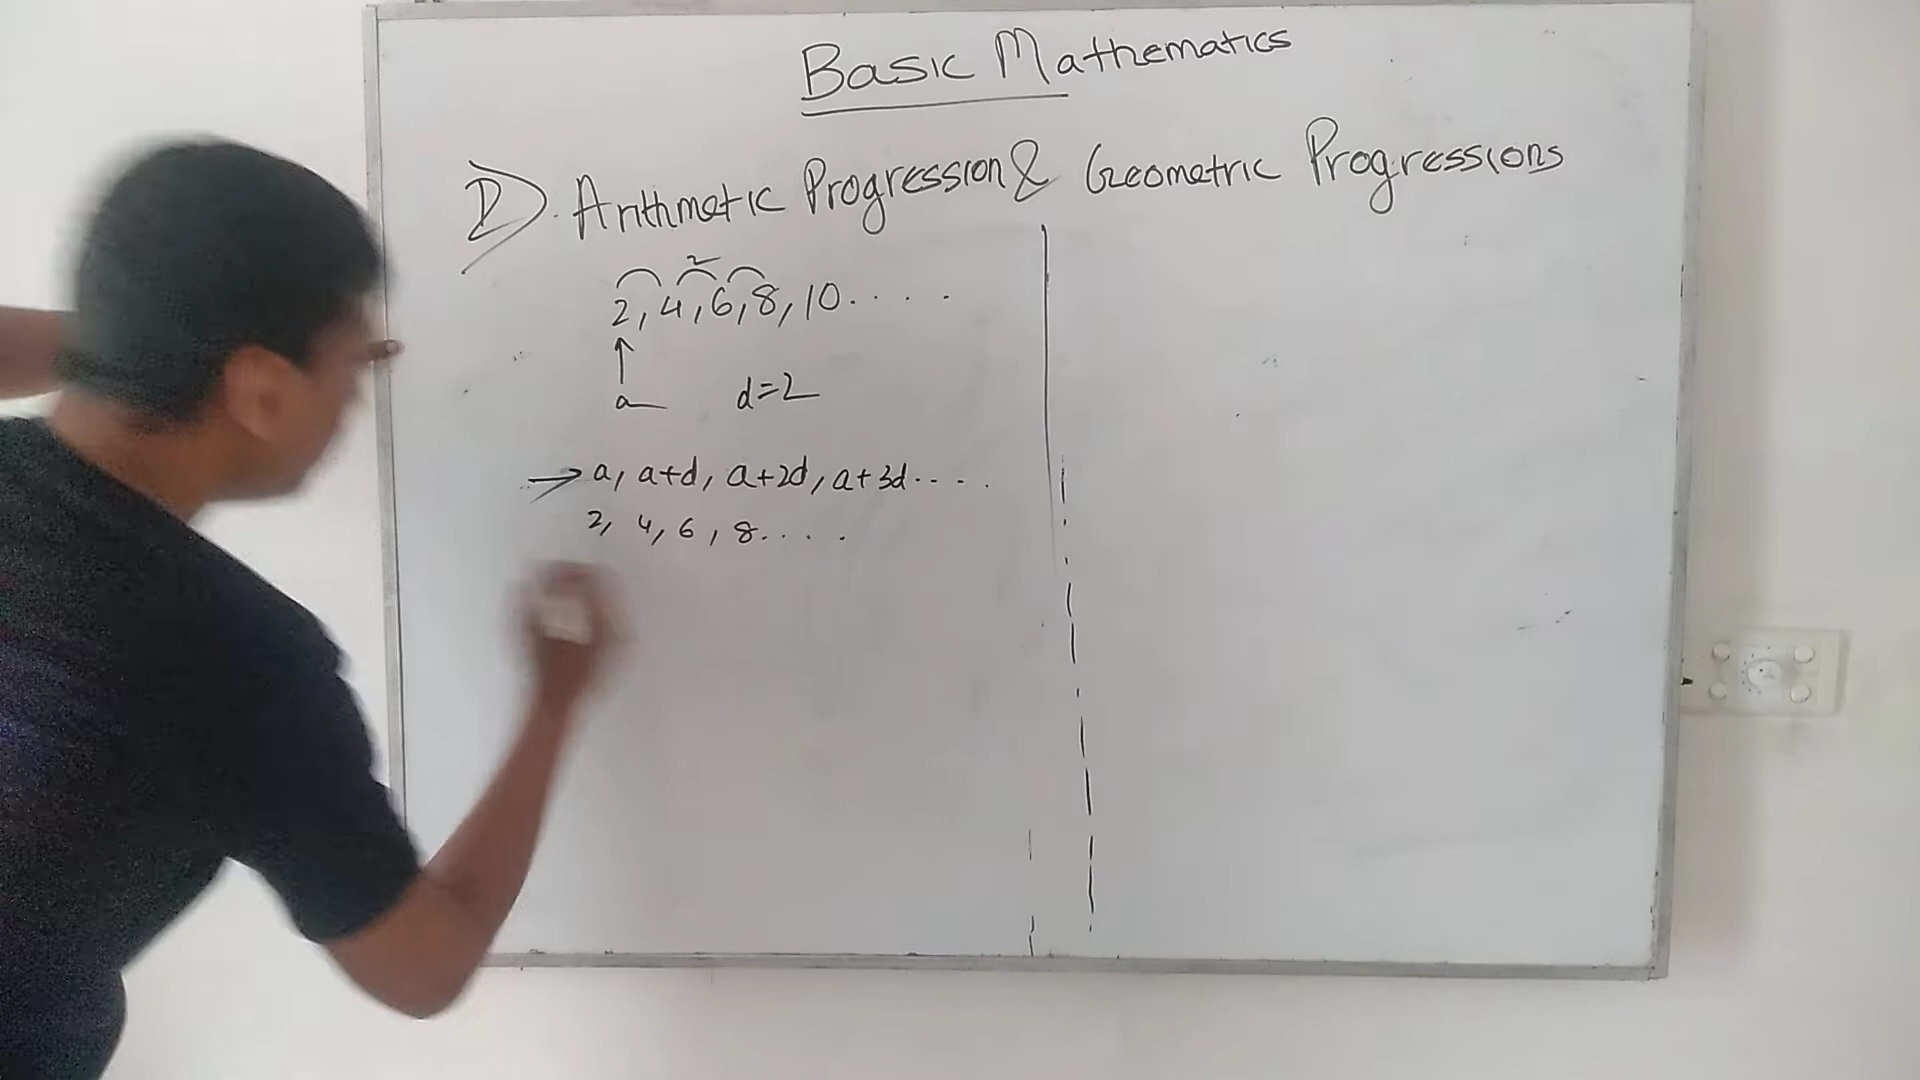 Basic Mathematics
1). Arithmetic Progression & Geometric Progressions
2
2, 4, 6, 8, 10 . . . .
a d=2
→ a, a+d, a+2d, a+3d . . . .
2, 4, 6, 8 . . . .